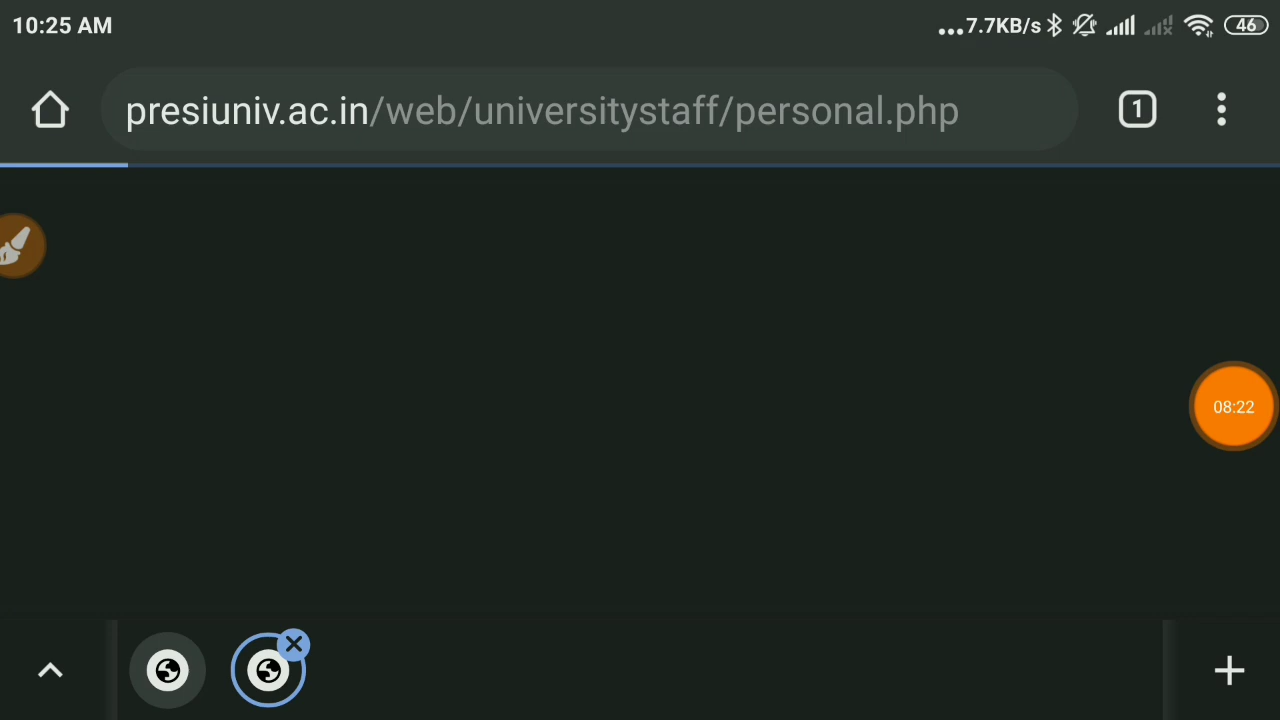 10:25 AM
...7.7KB/s
46
presiuniv.ac.in/web/universitystaff/personal.php
1
08:22